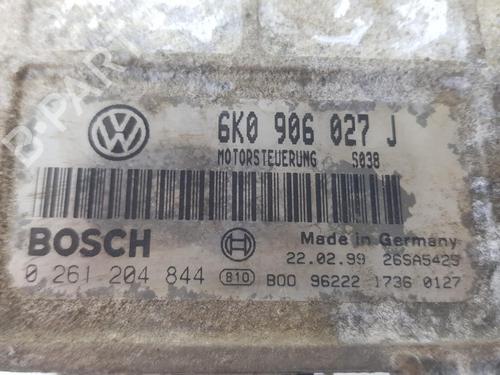 6K0 906 027 J
MOTORSTEUERUNG S038
BOSCH
Made in Germany
22.02.99 26SA5425
0 261 204 844 810 B00 96222 1736 0127